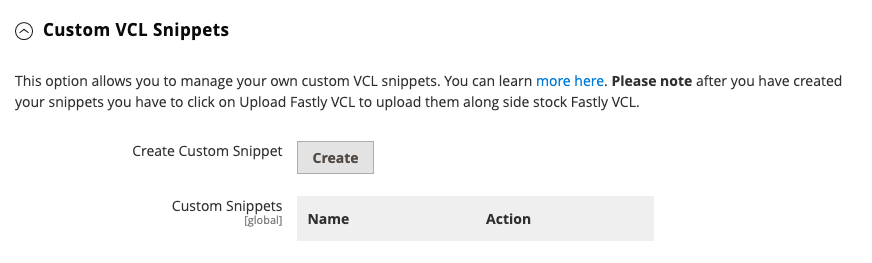 Custom VCL Snippets
This option allows you to manage your own custom VCL snippets. You can learn more here. Please note after you have created
your snippets you have to click on Upload Fastly VCL to upload them along side stock Fastly VCL.
Create Custom Snippet Create
Custom Snippets
[global]
Name Action